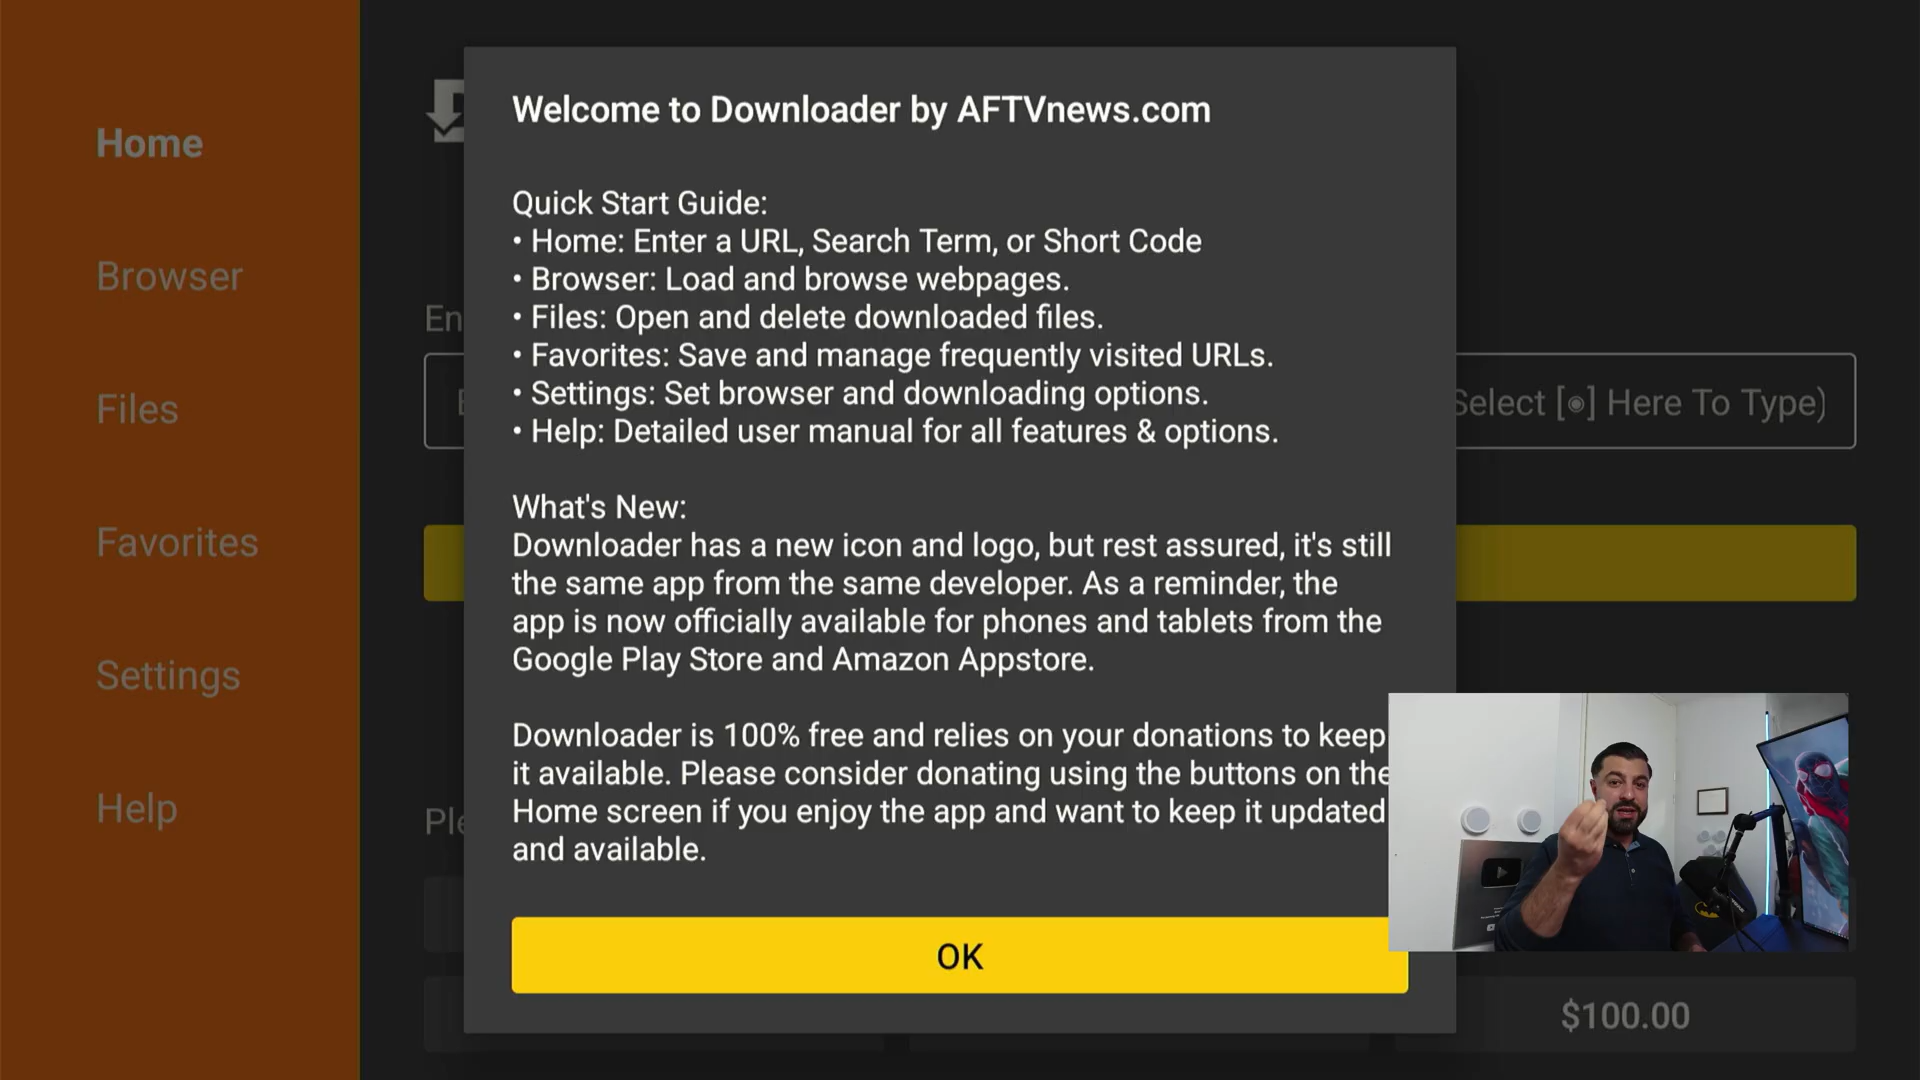 Home
Browser
Files
Favorites
Settings
Help
Welcome to Downloader by AFTVnews.com
Quick Start Guide:
• Home: Enter a URL, Search Term, or Short Code
• Browser: Load and browse webpages.
• Files: Open and delete downloaded files.
• Favorites: Save and manage frequently visited URLs.
• Settings: Set browser and downloading options.
• Help: Detailed user manual for all features & options.
What's New:
Downloader has a new icon and logo, but rest assured, it's still
the same app from the same developer. As a reminder, the
app is now officially available for phones and tablets from the
Google Play Store and Amazon Appstore.
Downloader is 100% free and relies on your donations to keep
it available. Please consider donating using the buttons on the
Home screen if you enjoy the app and want to keep it updated
and available.
OK
En
Select [◉] Here To Type)
Ple
$100.00